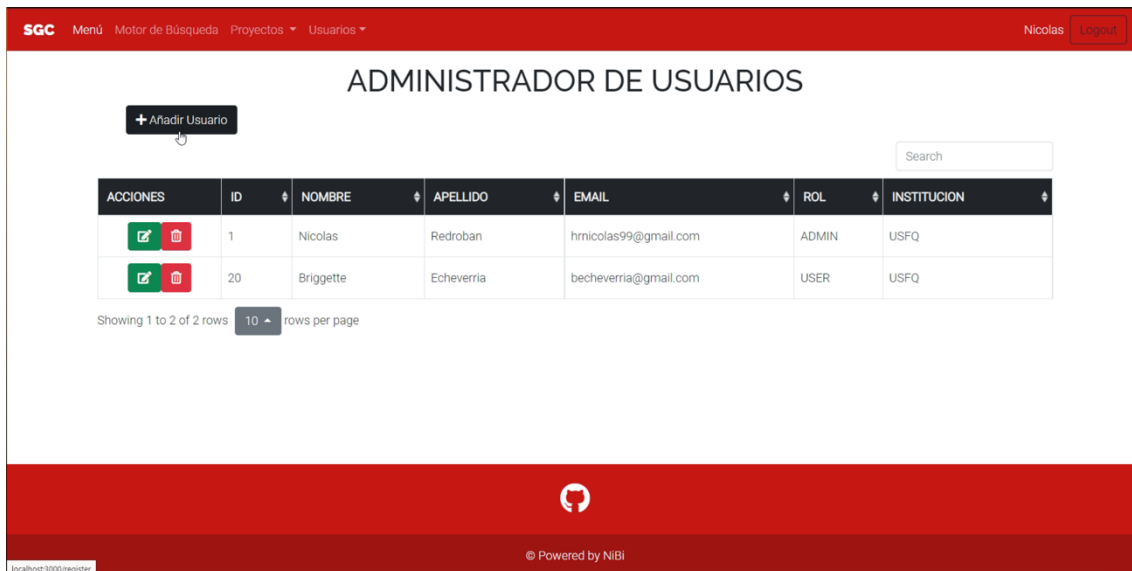 SGC Menú Motor de Búsqueda Proyectos Usuarios Nicolas Logout
ADMINISTRADOR DE USUARIOS
Añadir Usuario
Search
ACCIONES ID NOMBRE APELLIDO EMAIL ROL INSTITUCION
1 Nicolas Redroban hrnicolas99@gmail.com ADMIN USFQ
20 Briggette Echeverria becheverria@gmail.com USER USFQ
Showing 1 to 2 of 2 rows 10 rows per page
© Powered by NiBi
localhost:3000/register